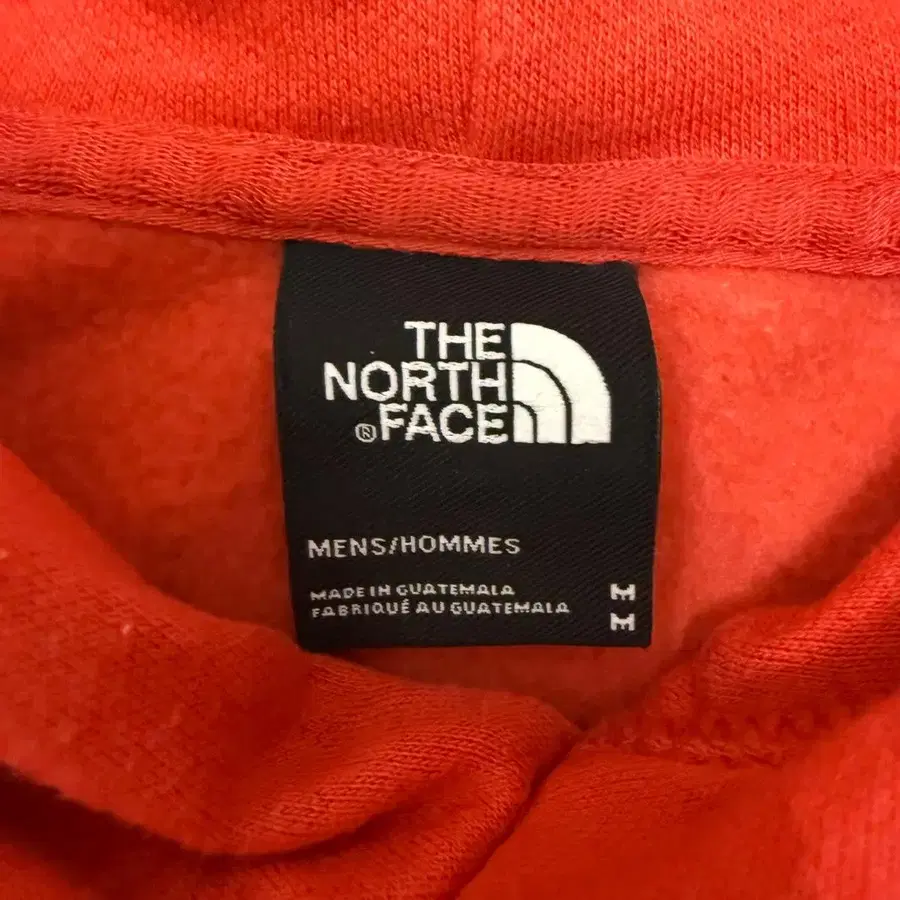 THE
NORTH
®FACE
MENS/HOMMES
MADE IN GUATEMALA M
FABRIQUÉ AU GUATEMALA M